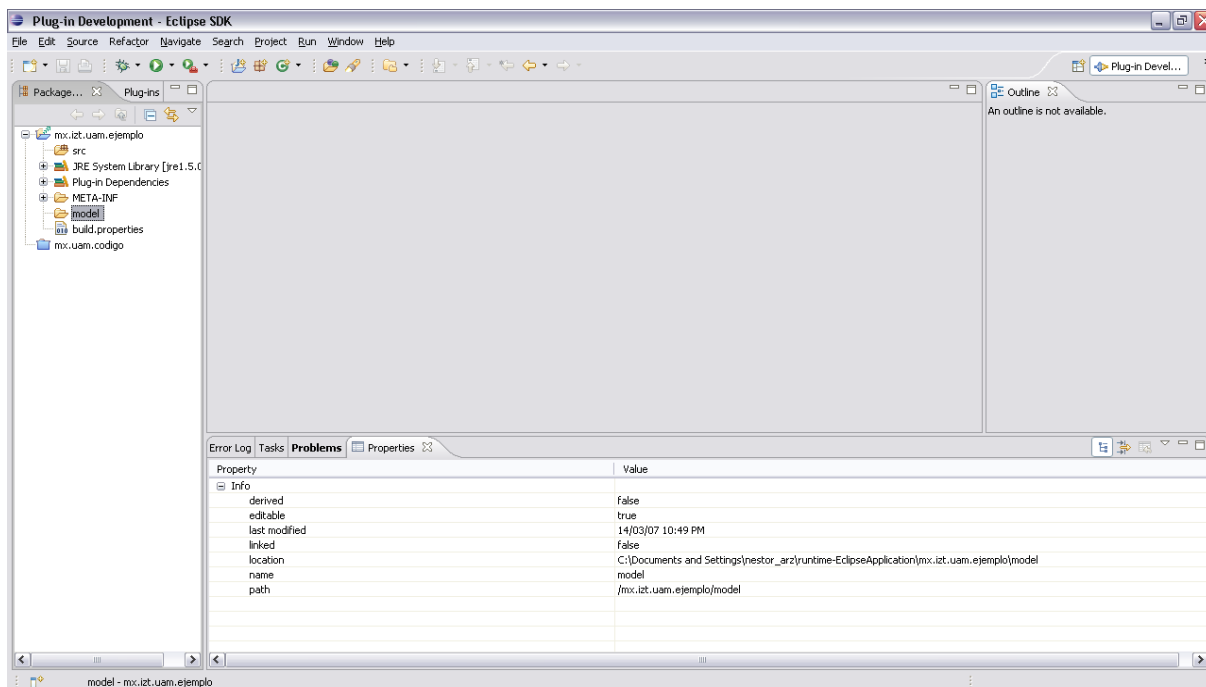 Plug-in Development - Eclipse SDK
File Edit Source Refactor Navigate Search Project Run Window Help
Plug-in Devel...
Package... Plug-ins
Outline
An outline is not available.
mx.izt.uam.ejemplo
src
JRE System Library [jre1.5.0
Plug-in Dependencies
META-INF
model
build.properties
mx.uam.codigo
Error Log Tasks Problems Properties
Property Value
Info
derived false
editable true
last modified 14/03/07 10:49 PM
linked false
location C:\Documents and Settings\nestor_arz\runtime-EclipseApplication\mx.izt.uam.ejemplo\model
name model
path /mx.izt.uam.ejemplo/model
model - mx.izt.uam.ejemplo